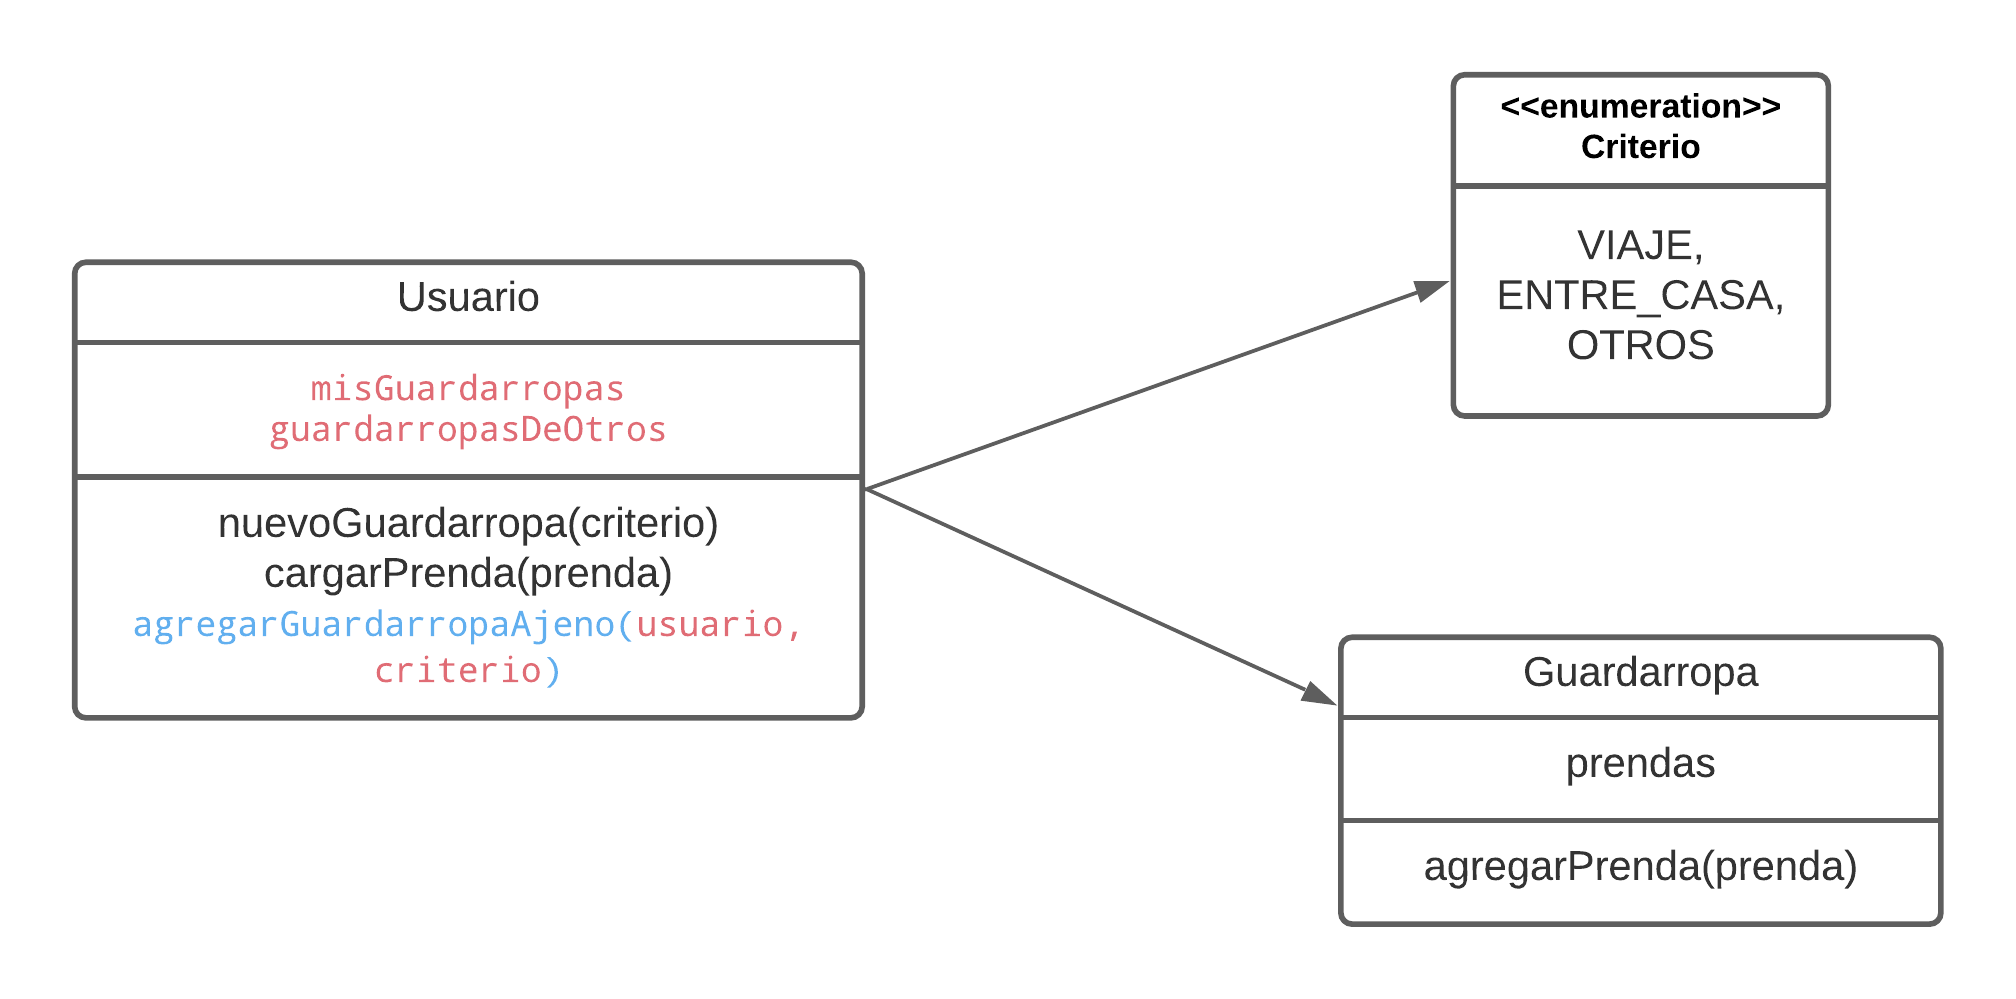 Usuario
misGuardarropas
guardarropasDeOtros
nuevoGuardarropa(criterio)
cargarPrenda(prenda)
agregarGuardarropaAjeno(usuario,
criterio)
<<enumeration>>
Criterio
VIAJE,
ENTRE_CASA,
OTROS
Guardarropa
prendas
agregarPrenda(prenda)